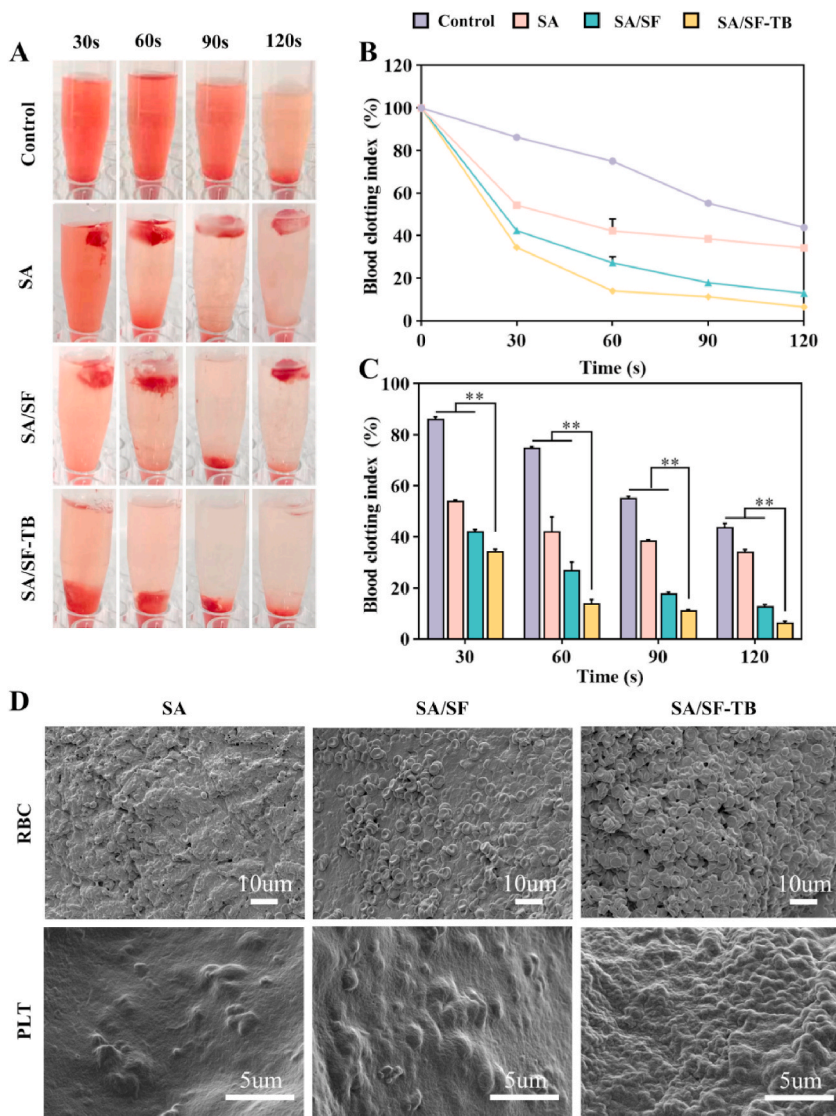 Control SA SA/SF SA/SF-TB
A
30s 60s 90s 120s
Control
SA
SA/SF
SA/SF-TB
B
Blood clotting index (%)
120
100
80
60
40
20
0
0 30 60 90 120
Time (s)
C
Blood clotting index (%)
100
80
60
40
20
0
** ** ** **
30 60 90 120
Time (s)
D
SA SA/SF SA/SF-TB
RBC
10um 10um 10um
PLT
5um 5um 5um